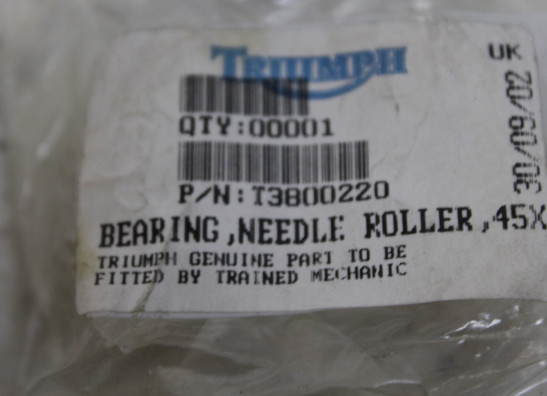 TRIUMPH
UK
30/09/02
QTY:00001
P/N:T3800220
BEARING,NEEDLE ROLLER,45X
TRIUMPH GENUINE PART TO BE
FITTED BY TRAINED MECHANIC